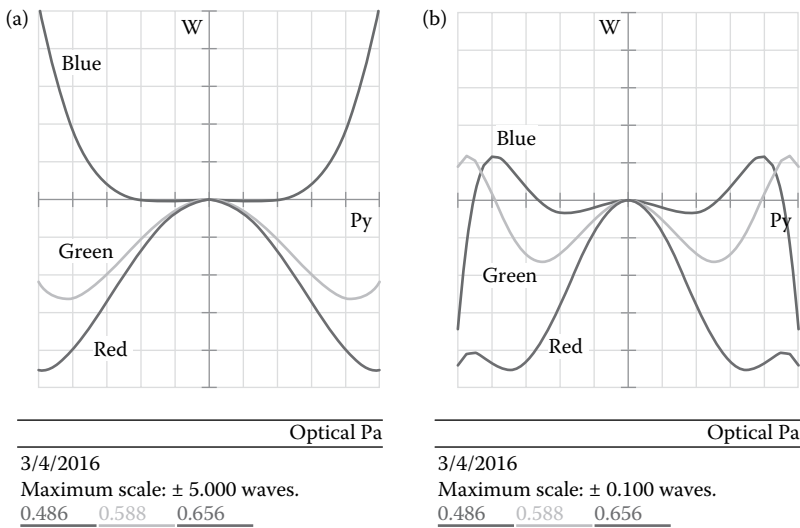 (a)
W
Blue
Py
Green
Red
Optical Pa
3/4/2016
Maximum scale: ± 5.000 waves.
0.486 0.588 0.656
(b)
W
Blue
Py
Green
Red
Optical Pa
3/4/2016
Maximum scale: ± 0.100 waves.
0.486 0.588 0.656